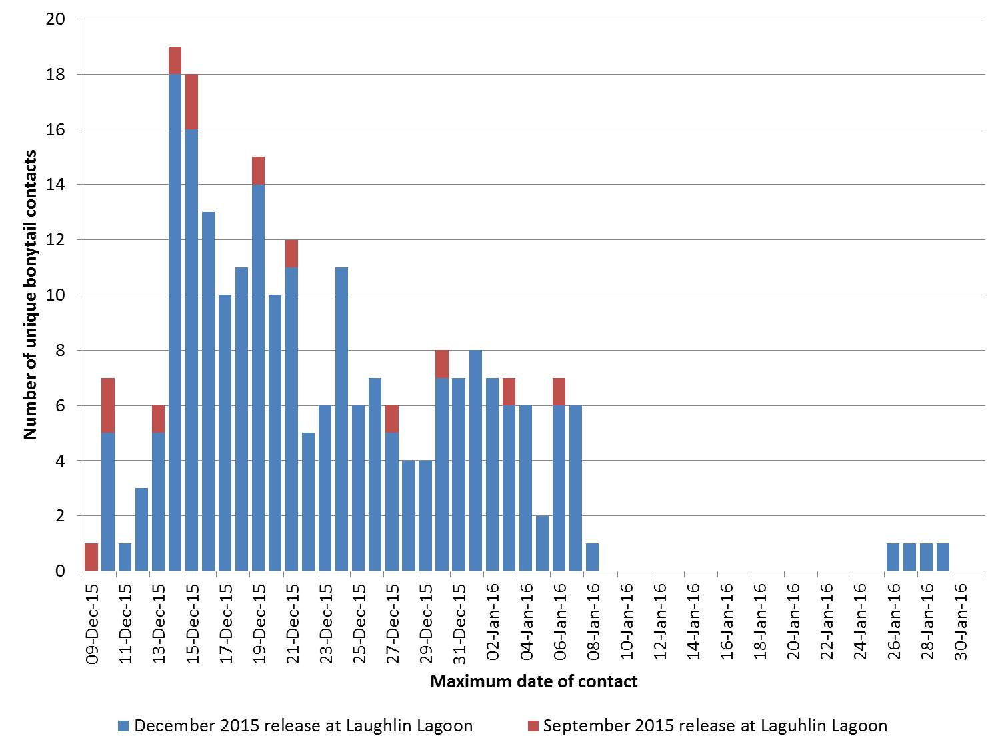 20
18
16
14
12
10
8
6
4
2
0
Number of unique bonytail contacts
09-Dec-15
11-Dec-15
13-Dec-15
15-Dec-15
17-Dec-15
19-Dec-15
21-Dec-15
23-Dec-15
25-Dec-15
27-Dec-15
29-Dec-15
31-Dec-15
02-Jan-16
04-Jan-16
06-Jan-16
08-Jan-16
10-Jan-16
12-Jan-16
14-Jan-16
16-Jan-16
18-Jan-16
20-Jan-16
22-Jan-16
24-Jan-16
26-Jan-16
28-Jan-16
30-Jan-16
Maximum date of contact
December 2015 release at Laughlin Lagoon
September 2015 release at Laguhlin Lagoon